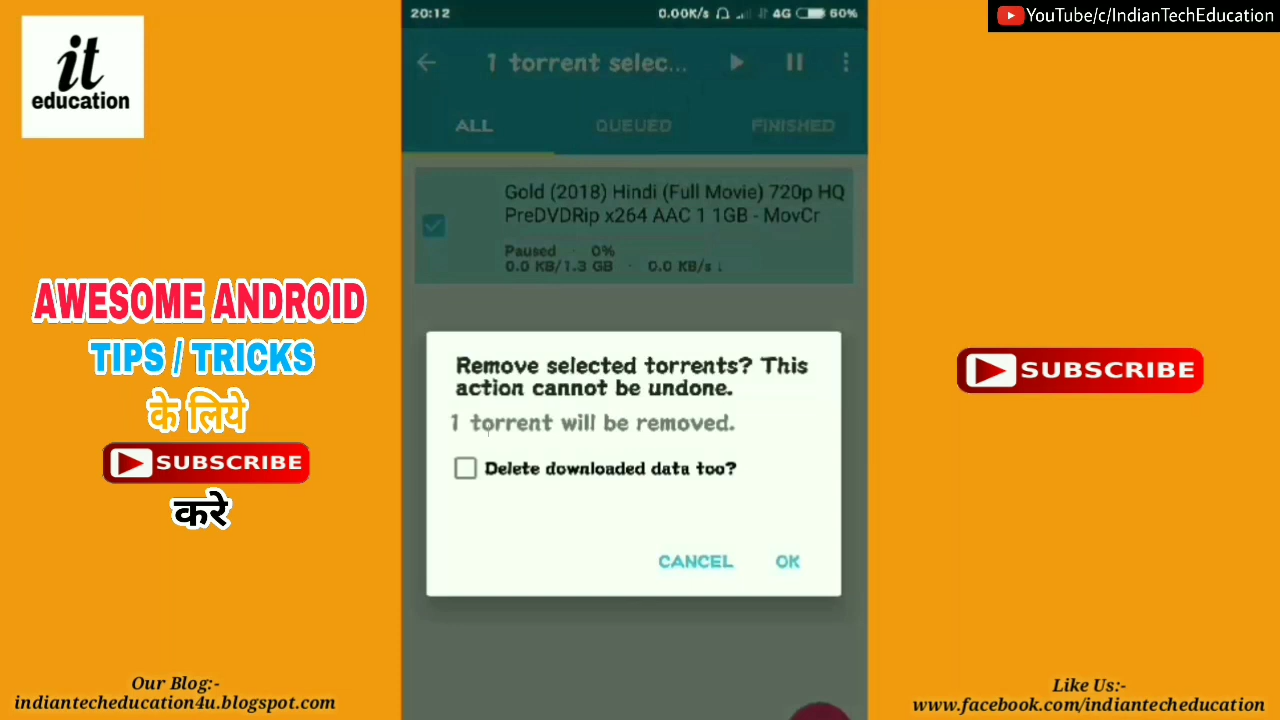 20:12
0.00K/s 4G 60%
YouTube/c/IndianTechEducation
it
education
1 torrent selec...
ALL QUEUED FINISHED
Gold (2018) Hindi (Full Movie) 720p HQ
PreDVDRip x264 AAC 1 1GB - MovCr
Paused · 0%
0.0 KB/1.3 GB · 0.0 KB/s ↓
AWESOME ANDROID
TIPS / TRICKS
के लिये
SUBSCRIBE
करे
Remove selected torrents? This
action cannot be undone.
1 torrent will be removed.
Delete downloaded data too?
CANCEL OK
SUBSCRIBE
Our Blog:-
indiantecheducation4u.blogspot.com
Like Us:-
www.facebook.com/indiantecheducation